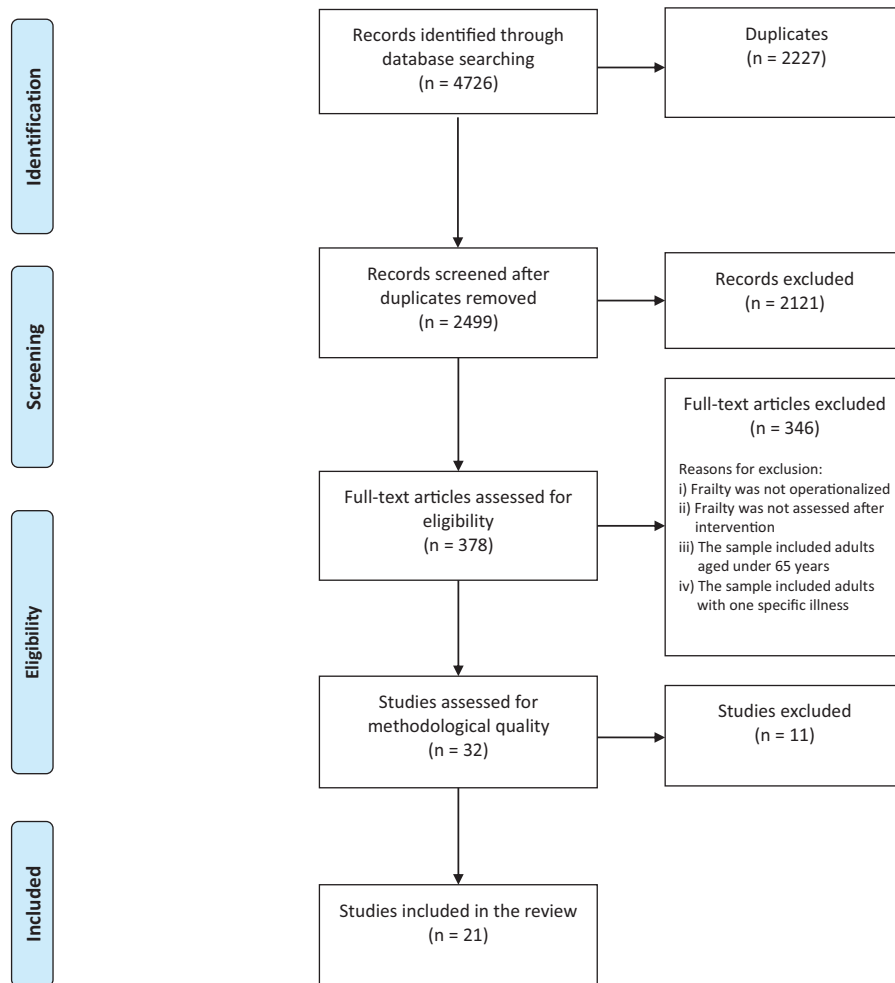 Identification
Records identified through
database searching
(n = 4726)
Duplicates
(n = 2227)
Screening
Records screened after
duplicates removed
(n = 2499)
Records excluded
(n = 2121)
Full-text articles assessed for
eligibility
(n = 378)
Full-text articles excluded
(n = 346)
Reasons for exclusion:
i) Frailty was not operationalized
ii) Frailty was not assessed after
intervention
iii) The sample included adults
aged under 65 years
iv) The sample included adults
with one specific illness
Eligibility
Studies assessed for
methodological quality
(n = 32)
Studies excluded
(n = 11)
Included
Studies included in the review
(n = 21)